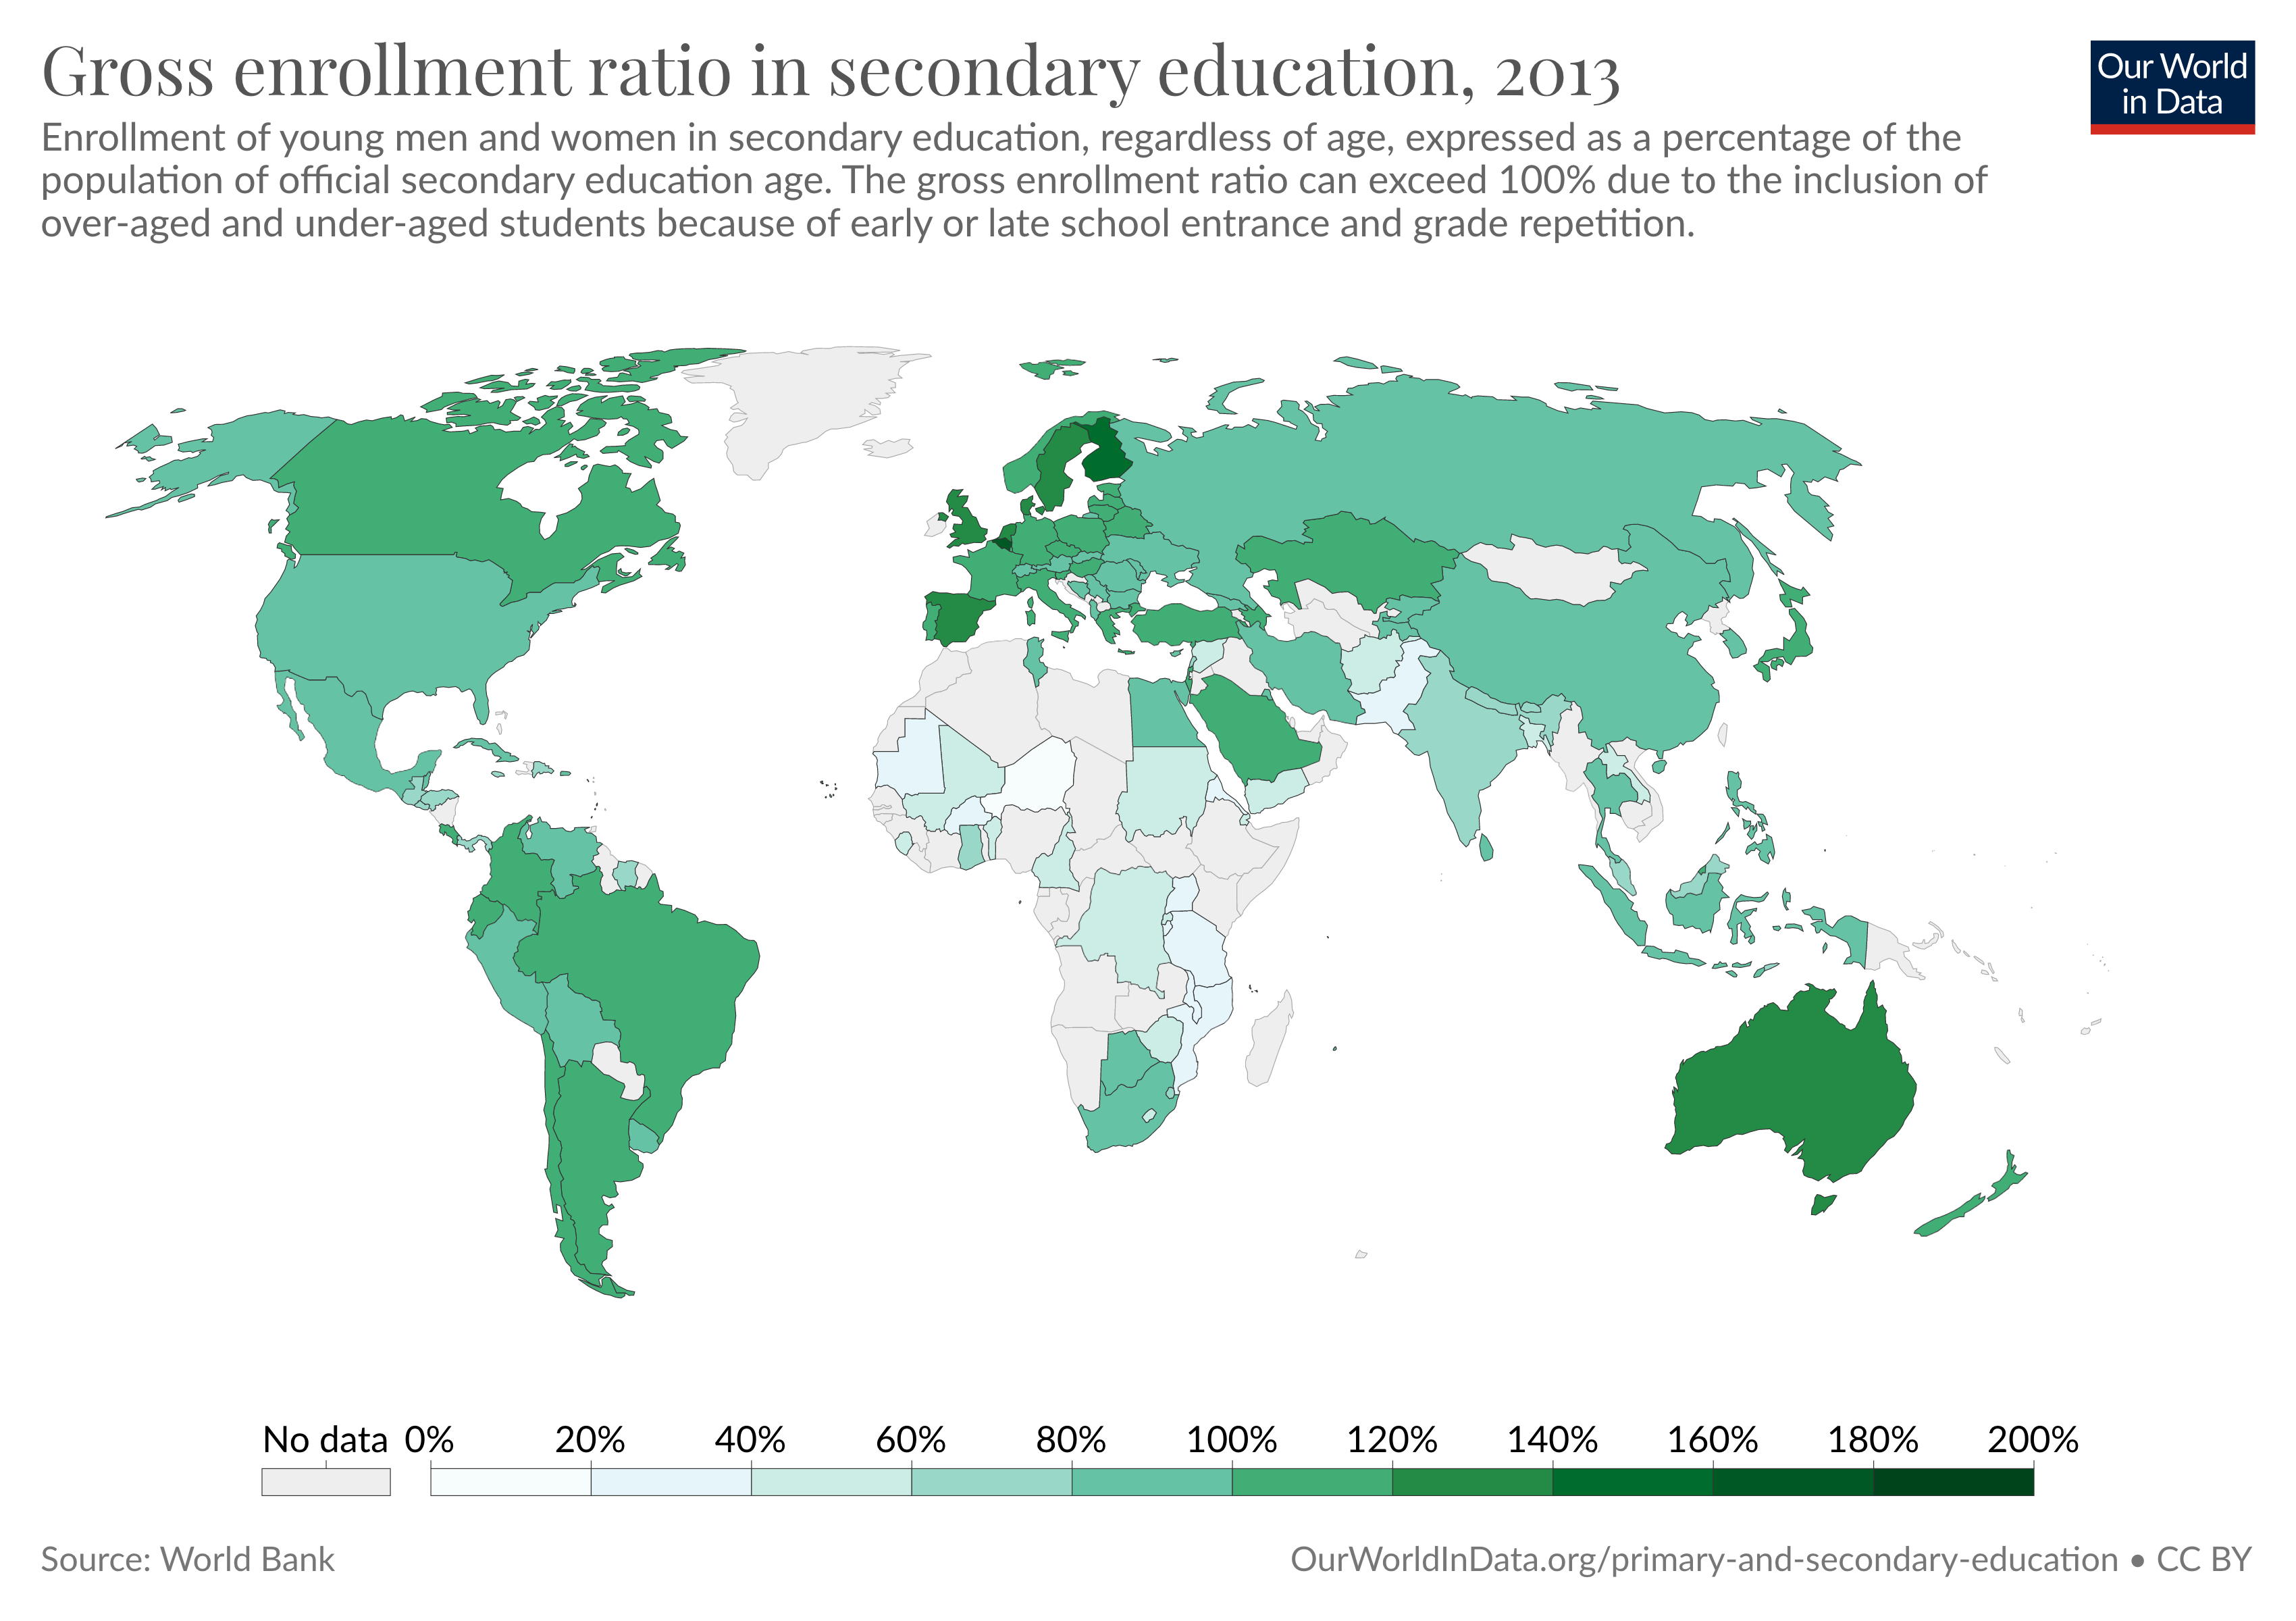 Gross enrollment ratio in secondary education, 2013
Our World
in Data
Enrollment of young men and women in secondary education, regardless of age, expressed as a percentage of the
population of official secondary education age. The gross enrollment ratio can exceed 100% due to the inclusion of
over-aged and under-aged students because of early or late school entrance and grade repetition.
No data 0% 20% 40% 60% 80% 100% 120% 140% 160% 180% 200%
Source: World Bank
OurWorldInData.org/primary-and-secondary-education • CC BY